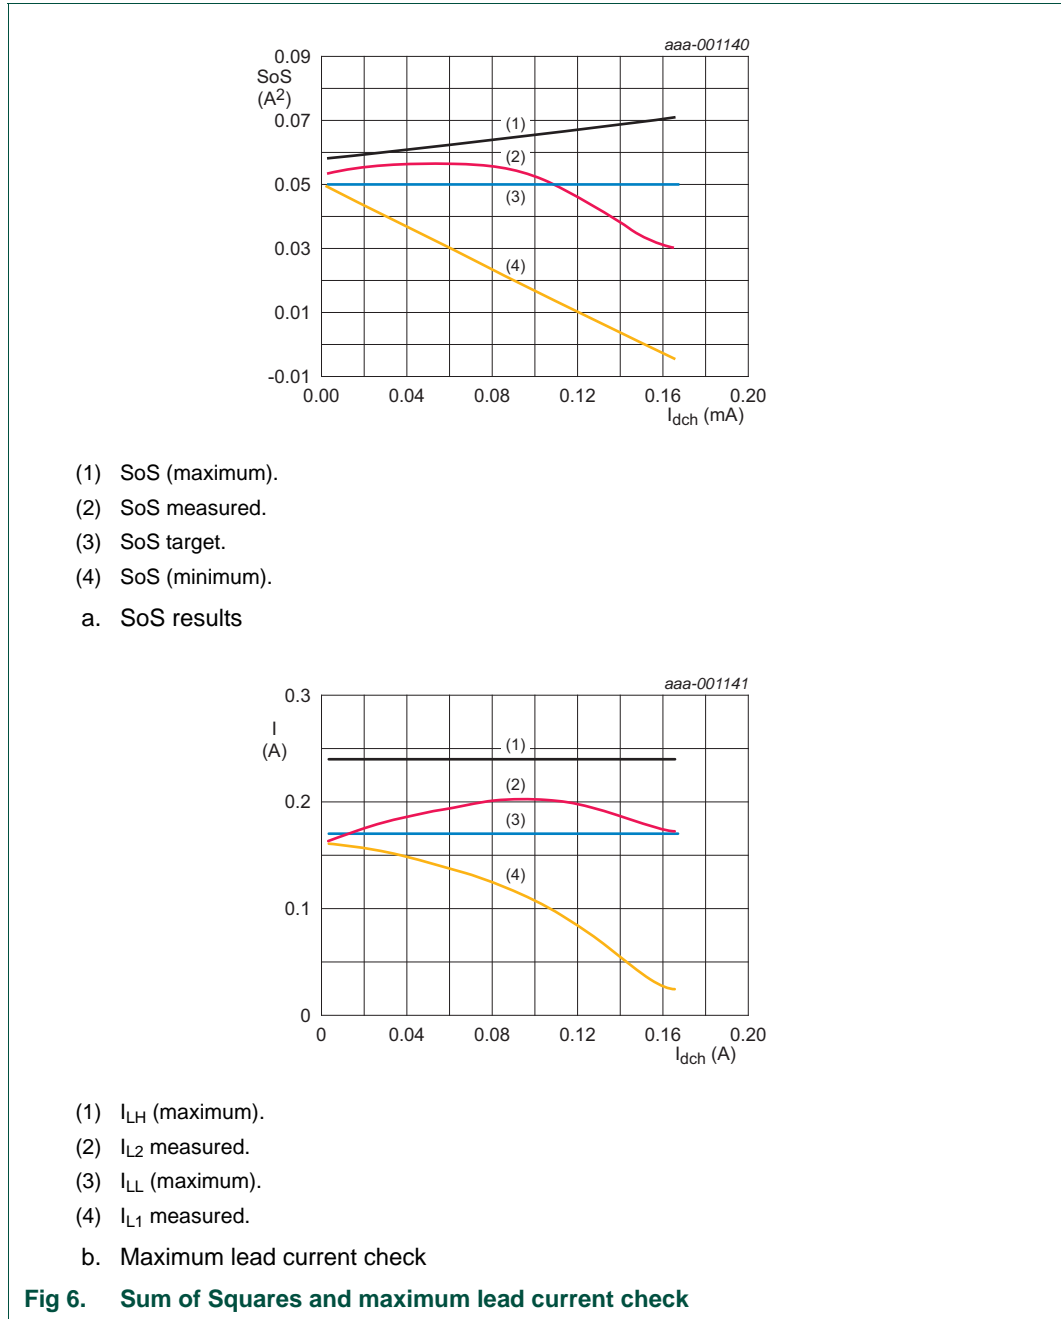 aaa-001140
0.09
SoS
(A2)
0.07
0.05
0.03
0.01
-0.01
(1)
(2)
(3)
(4)
0.00 0.04 0.08 0.12 0.16 0.20
Idch (mA)
(1) SoS (maximum).
(2) SoS measured.
(3) SoS target.
(4) SoS (minimum).
a. SoS results
aaa-001141
0.3
I
(A)
0.2
0.1
0
(1)
(2)
(3)
(4)
0 0.04 0.08 0.12 0.16 0.20
Idch (A)
(1) ILH (maximum).
(2) IL2 measured.
(3) ILL (maximum).
(4) IL1 measured.
b. Maximum lead current check
Fig 6. Sum of Squares and maximum lead current check